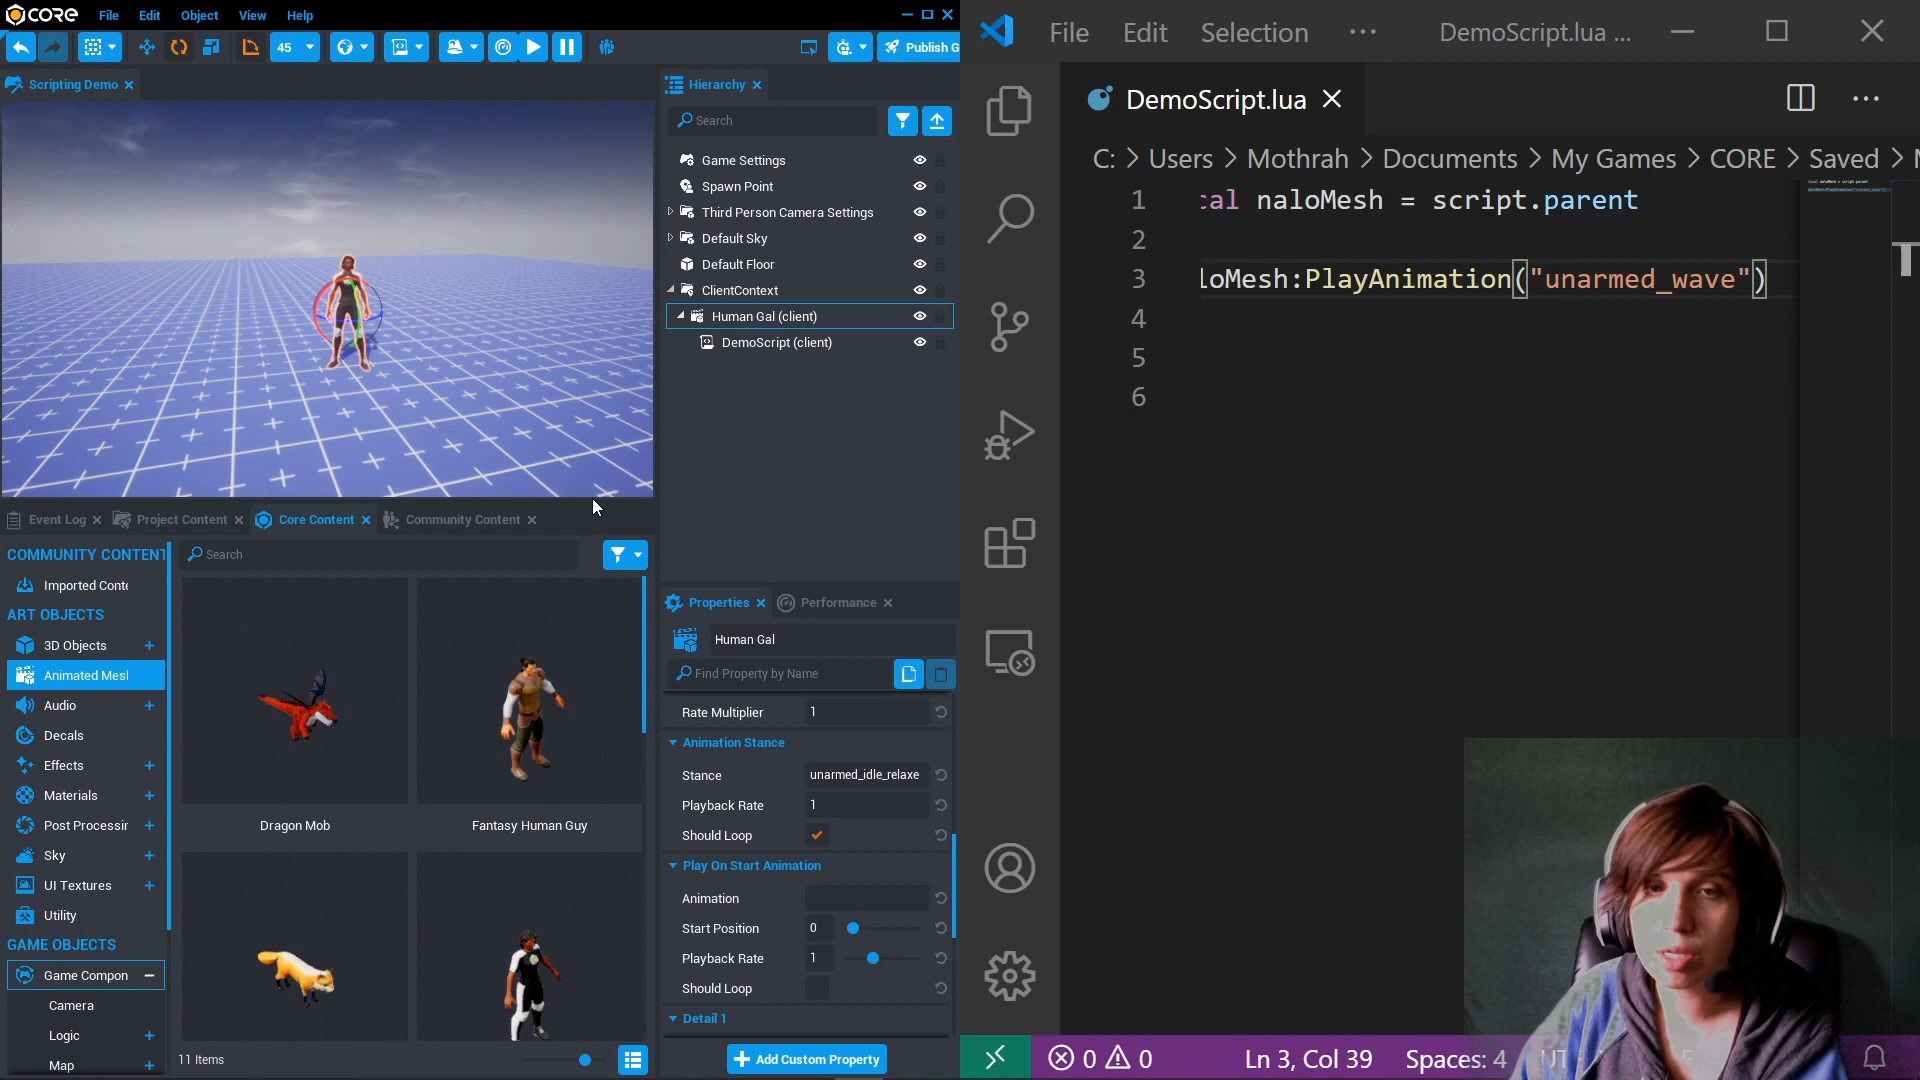 CORE File Edit Object View Help
45 Publish G
Scripting Demo
Hierarchy
Search
Game Settings
Spawn Point
Third Person Camera Settings
Default Sky
Default Floor
ClientContext
Human Gal (client)
DemoScript (client)
Event Log Project Content Core Content Community Content
COMMUNITY CONTENT
Imported Conte
ART OBJECTS
3D Objects
Animated Mesl
Audio
Decals
Effects
Materials
Post Processir
Sky
UI Textures
Utility
GAME OBJECTS
Game Compon
Camera
Logic
Map
Search
Dragon Mob
Fantasy Human Guy
11 Items
Properties Performance
Human Gal
Find Property by Name
Rate Multiplier 1
Animation Stance
Stance unarmed_idle_relaxe
Playback Rate 1
Should Loop
Play On Start Animation
Animation
Start Position 0
Playback Rate 1
Should Loop
Detail 1
Add Custom Property
File Edit Selection ··· DemoScript.lua ...
DemoScript.lua
C: > Users > Mothrah > Documents > My Games > CORE > Saved >
1 cal naloMesh = script.parent
2
3 loMesh:PlayAnimation("unarmed_wave")
4
5
6
0 0 Ln 3, Col 39 Spaces: 4